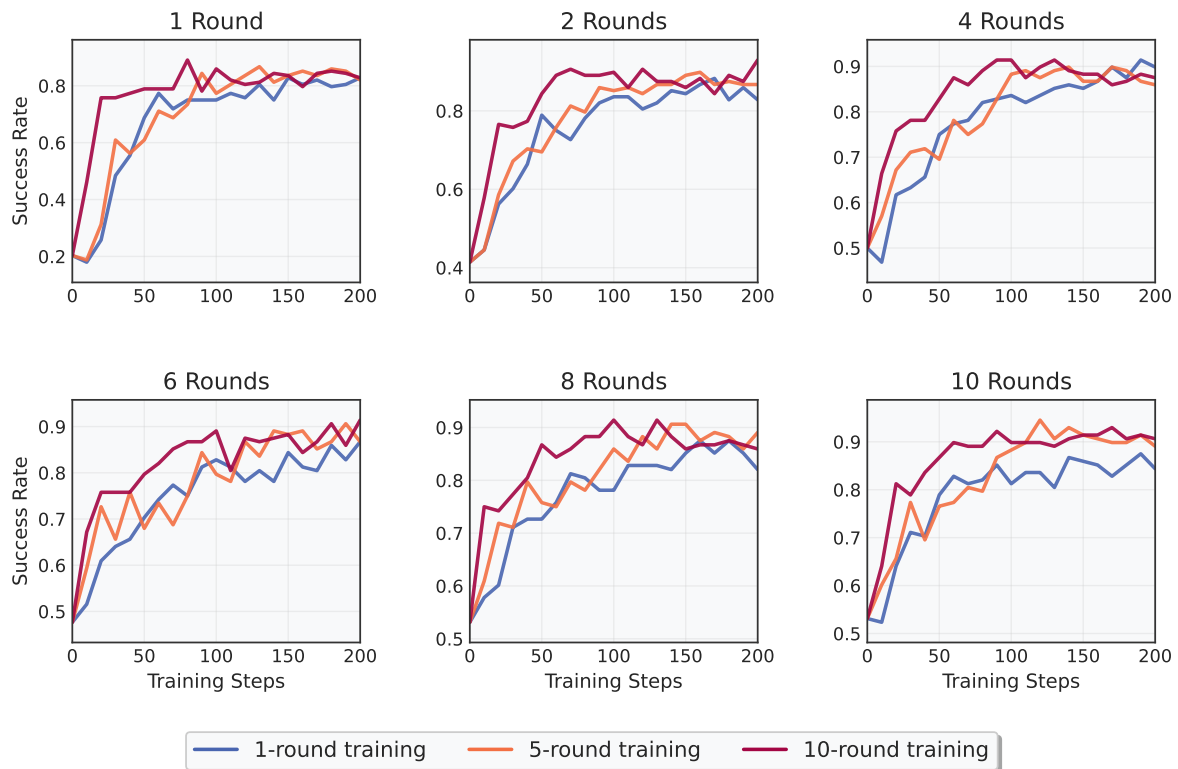 1 Round
2 Rounds
4 Rounds
Success Rate
0.8
0.6
0.4
0.2
0 50 100 150 200
0.8
0.6
0.4
0 50 100 150 200
0.9
0.8
0.7
0.6
0.5
0 50 100 150 200
6 Rounds
8 Rounds
10 Rounds
Success Rate
0.9
0.8
0.7
0.6
0.5
0 50 100 150 200
Training Steps
0.9
0.8
0.7
0.6
0.5
0 50 100 150 200
Training Steps
0.9
0.8
0.7
0.6
0.5
0 50 100 150 200
Training Steps
1-round training 5-round training 10-round training